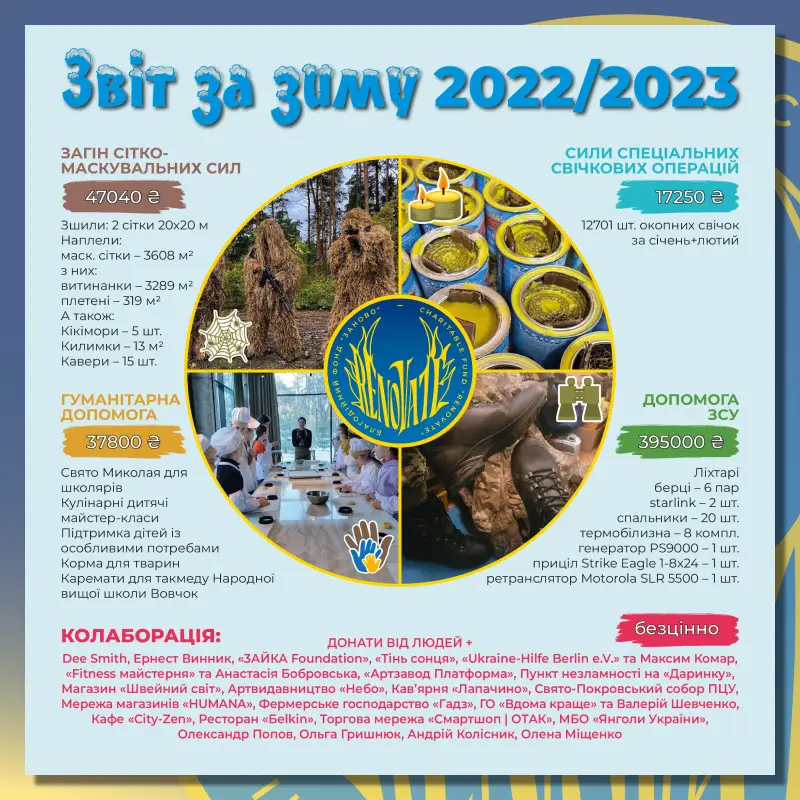 Звіт за зиму 2022/2023
ЗАГІН СІТКО-
МАСКУВАЛЬНИХ СИЛ
47040 ₴
Зшили: 2 сітки 20х20 м
Наплели:
маск. сітки – 3608 м²
з них:
витинанки – 3289 м²
плетені – 319 м²
А також:
Кікімори – 5 шт.
Килимки – 13 м²
Кавери – 15 шт.
СИЛИ СПЕЦІАЛЬНИХ
СВІЧКОВИХ ОПЕРАЦІЙ
17250 ₴
12701 шт. окопних свічок
за січень+лютий
БЛАГОДІЙНИЙ ФОНД "ЗАНОВО" – CHARITABLE FUND "RENOVATE"
RENOVATE
ГУМАНІТАРНА
ДОПОМОГА
37800 ₴
Свято Миколая для
школярів
Кулінарні дитячі
майстер-класи
Підтримка дітей із
особливими потребами
Корма для тварин
Каремати для такмеду Народної
вищої школи Вовчок
ДОПОМОГА
ЗСУ
395000 ₴
Ліхтарі
берці – 6 пар
starlink – 2 шт.
спальники – 20 шт.
термобілизна – 8 компл.
генератор PS9000 – 1 шт.
приціл Strike Eagle 1-8x24 – 1 шт.
ретранслятор Motorola SLR 5500 – 1 шт.
КОЛАБОРАЦІЯ:
ДОНАТИ ВІД ЛЮДЕЙ +
безцінно
Dee Smith, Ернест Винник, «ЗАЙКА Foundation», «Тінь сонця», «Ukraine-Hilfe Berlin e.V.» та Максим Комар,
«Fitness майстерня» та Анастасія Бобровська, «Артзавод Платформа», Пункт незламності на «Даринку»,
Магазин «Швейний світ», Артвидавництво «Небо», Кав’ярня «Лапачино», Свято-Покровський собор ПЦУ,
Мережа магазинів «HUMANA», Фермерське господарство «Гадз», ГО «Вдома краще» та Валерій Шевченко,
Кафе «City-Zen», Ресторан «Бelkin», Торгова мережа «Смартшоп | ОТАК», МБО «Янголи України»,
Олександр Попов, Ольга Гришнюк, Андрій Колісник, Олена Міщенко